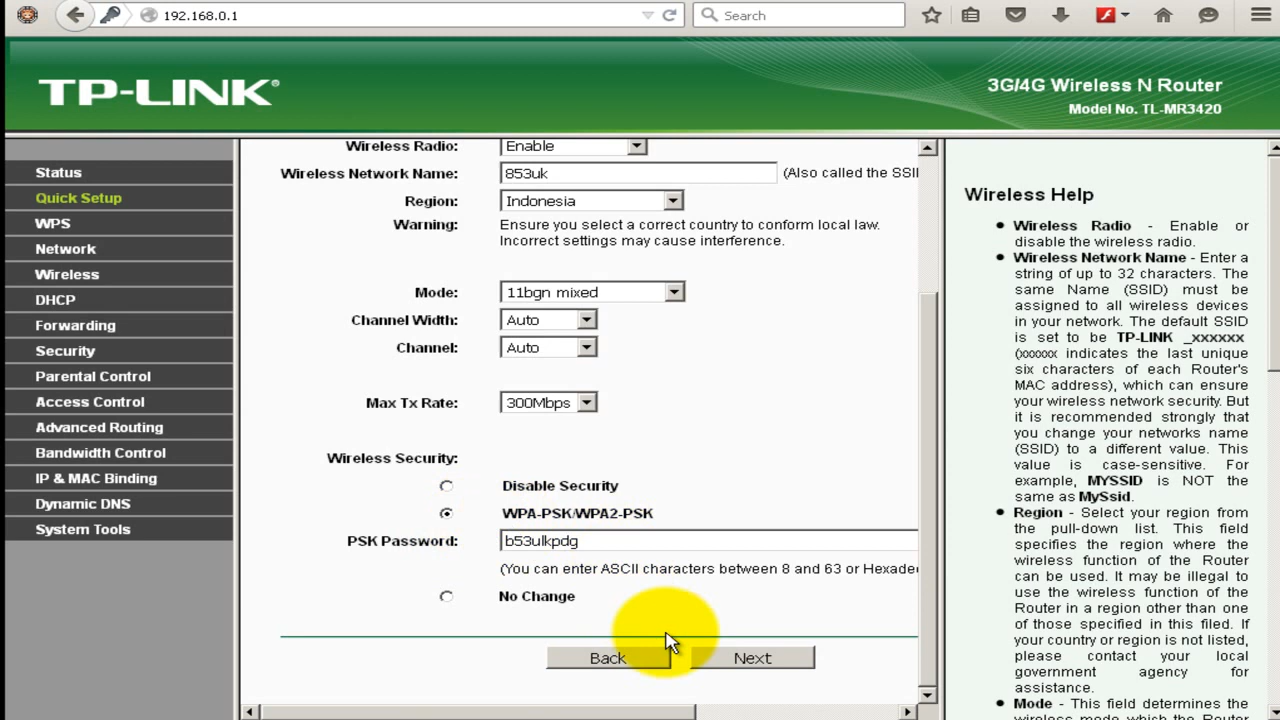 192.168.0.1
Search
TP-LINK®
3G/4G Wireless N Router
Model No. TL-MR3420
Status
Quick Setup
WPS
Network
Wireless
DHCP
Forwarding
Security
Parental Control
Access Control
Advanced Routing
Bandwidth Control
IP & MAC Binding
Dynamic DNS
System Tools
Wireless Radio: Enable
Wireless Network Name: 853uk (Also called the SSI
Region: Indonesia
Warning: Ensure you select a correct country to conform local law.
Incorrect settings may cause interference.
Mode: 11bgn mixed
Channel Width: Auto
Channel: Auto
Max Tx Rate: 300Mbps
Wireless Security:
Disable Security
WPA-PSK/WPA2-PSK
PSK Password: b53ulkpdg
(You can enter ASCII characters between 8 and 63 or Hexade
No Change
Back Next
Wireless Help
Wireless Radio - Enable or
disable the wireless radio.
Wireless Network Name - Enter a
string of up to 32 characters. The
same Name (SSID) must be
assigned to all wireless devices
in your network. The default SSID
is set to be TP-LINK _xxxxxx
(xxxxxx indicates the last unique
six characters of each Router's
MAC address), which can ensure
your wireless network security. But
it is recommended strongly that
you change your networks name
(SSID) to a different value. This
value is case-sensitive. For
example, MYSSID is NOT the
same as MySsid.
Region - Select your region from
the pull-down list. This field
specifies the region where the
wireless function of the Router
can be used. It may be illegal to
use the wireless function of the
Router in a region other than one
of those specified in this filed. If
your country or region is not listed,
please contact your local
government agency for
assistance.
Mode - This field determines the
wireless mode which the Router